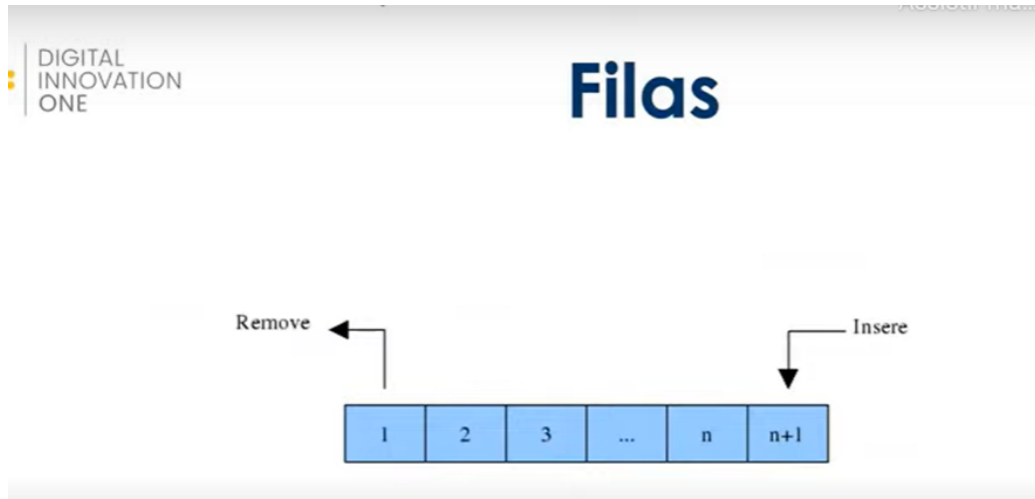 DIGITAL
INNOVATION
ONE
Filas
Remove
Insere
1 2 3 ... n n+1